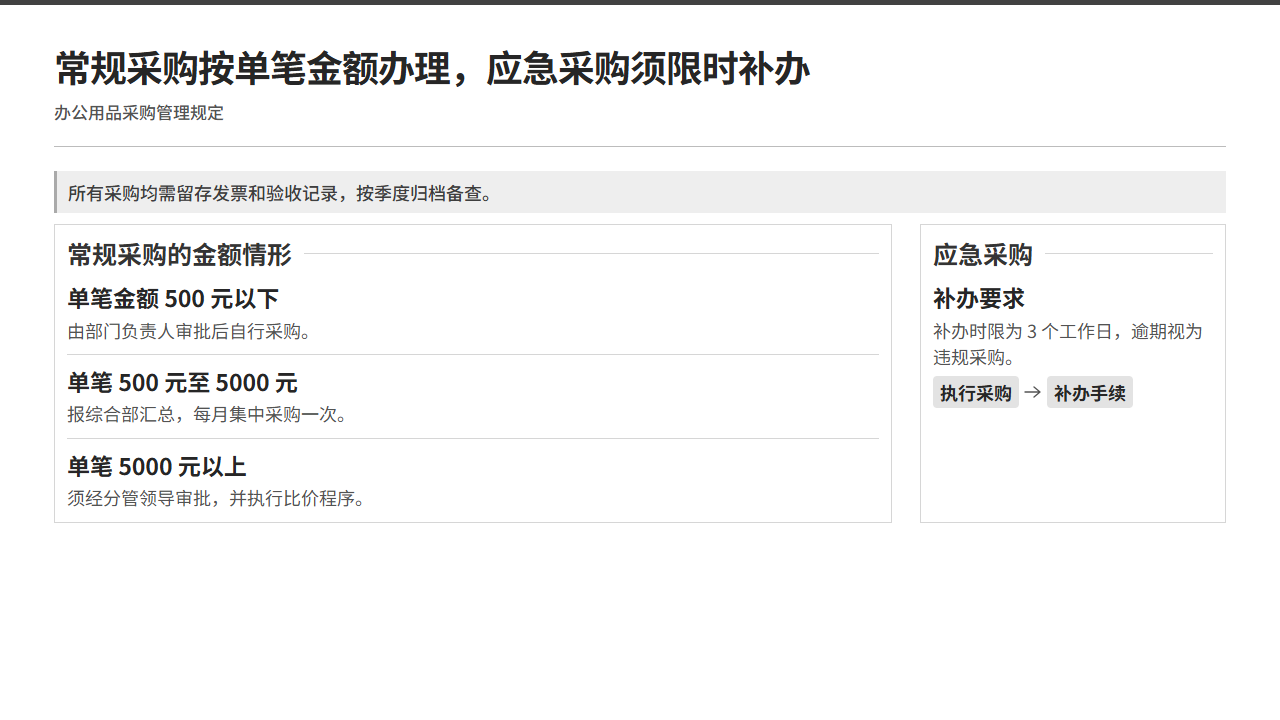 常规采购按单笔金额办理，应急采购须限时补办
办公用品采购管理规定
所有采购均需留存发票和验收记录，按季度归档备查。
常规采购的金额情形
单笔金额 500 元以下
由部门负责人审批后自行采购。
单笔 500 元至 5000 元
报综合部汇总，每月集中采购一次。
单笔 5000 元以上
须经分管领导审批，并执行比价程序。
应急采购
补办要求
补办时限为 3 个工作日，逾期视为
违规采购。
执行采购 → 补办手续